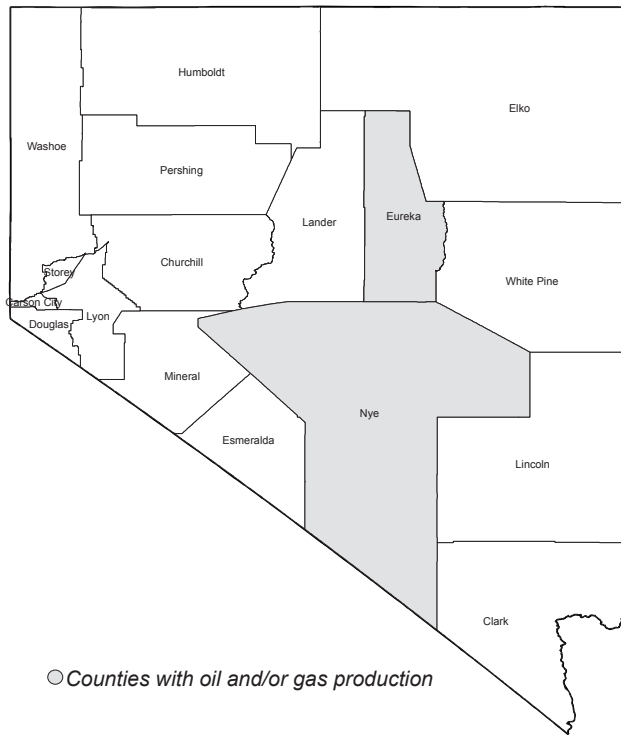 Humboldt
Elko
Washoe
Pershing
Lander
Eureka
Churchill
Storey
White Pine
Carson City
Lyon
Douglas
Mineral
Nye
Esmeralda
Lincoln
Clark
Counties with oil and/or gas production